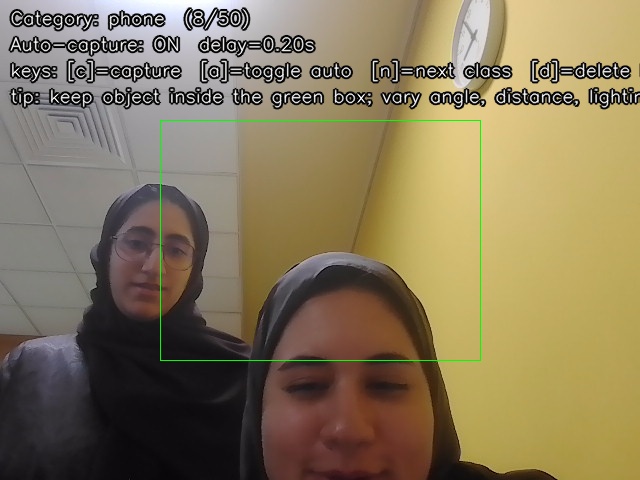 Category: phone (8/50)
Auto-capture: ON delay=0.20s
keys: [c]=capture [a]=toggle auto [n]=next class [d]=delete
tip: keep object inside the green box; vary angle, distance,